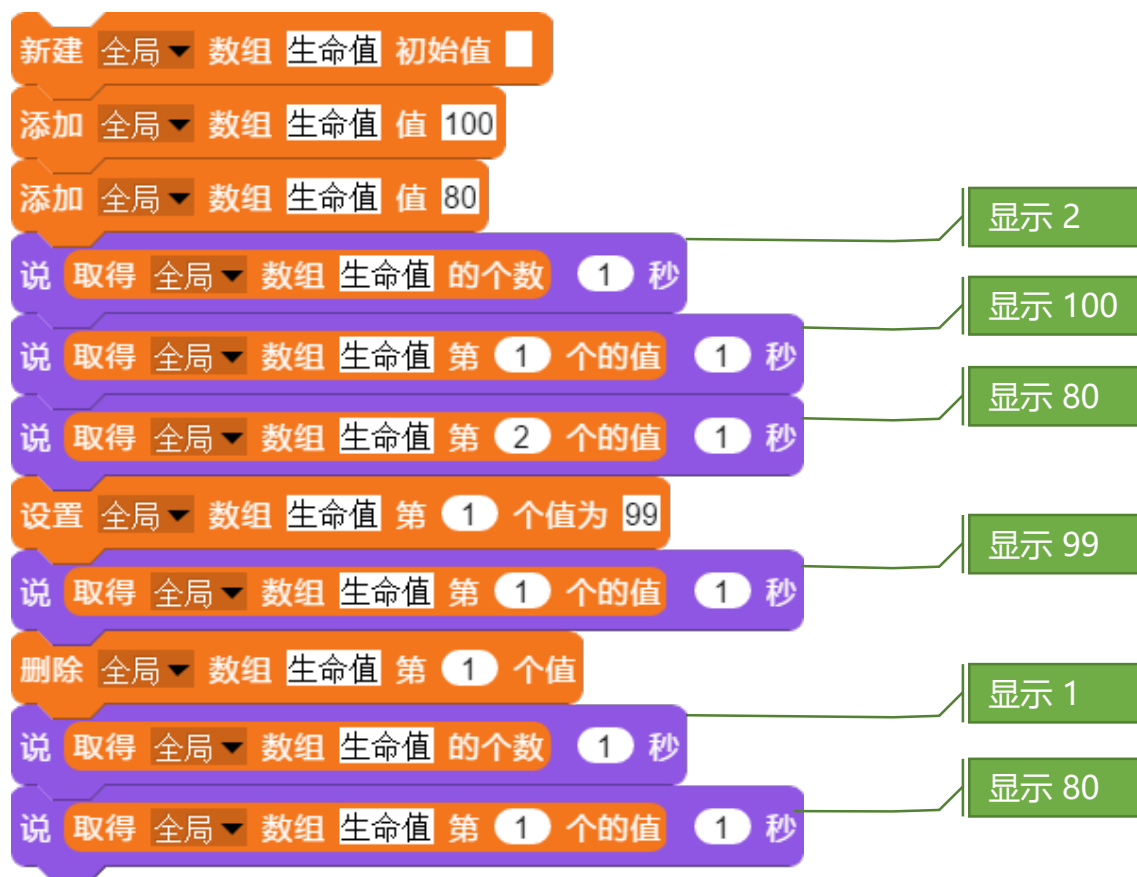 新建 全局 数组 生命值 初始值
添加 全局 数组 生命值 值 100
添加 全局 数组 生命值 值 80
显示 2
说 取得 全局 数组 生命值 的个数 1 秒
显示 100
说 取得 全局 数组 生命值 第 1 个的值 1 秒
显示 80
说 取得 全局 数组 生命值 第 2 个的值 1 秒
设置 全局 数组 生命值 第 1 个值为 99
显示 99
说 取得 全局 数组 生命值 第 1 个的值 1 秒
删除 全局 数组 生命值 第 1 个值
显示 1
说 取得 全局 数组 生命值 的个数 1 秒
显示 80
说 取得 全局 数组 生命值 第 1 个的值 1 秒